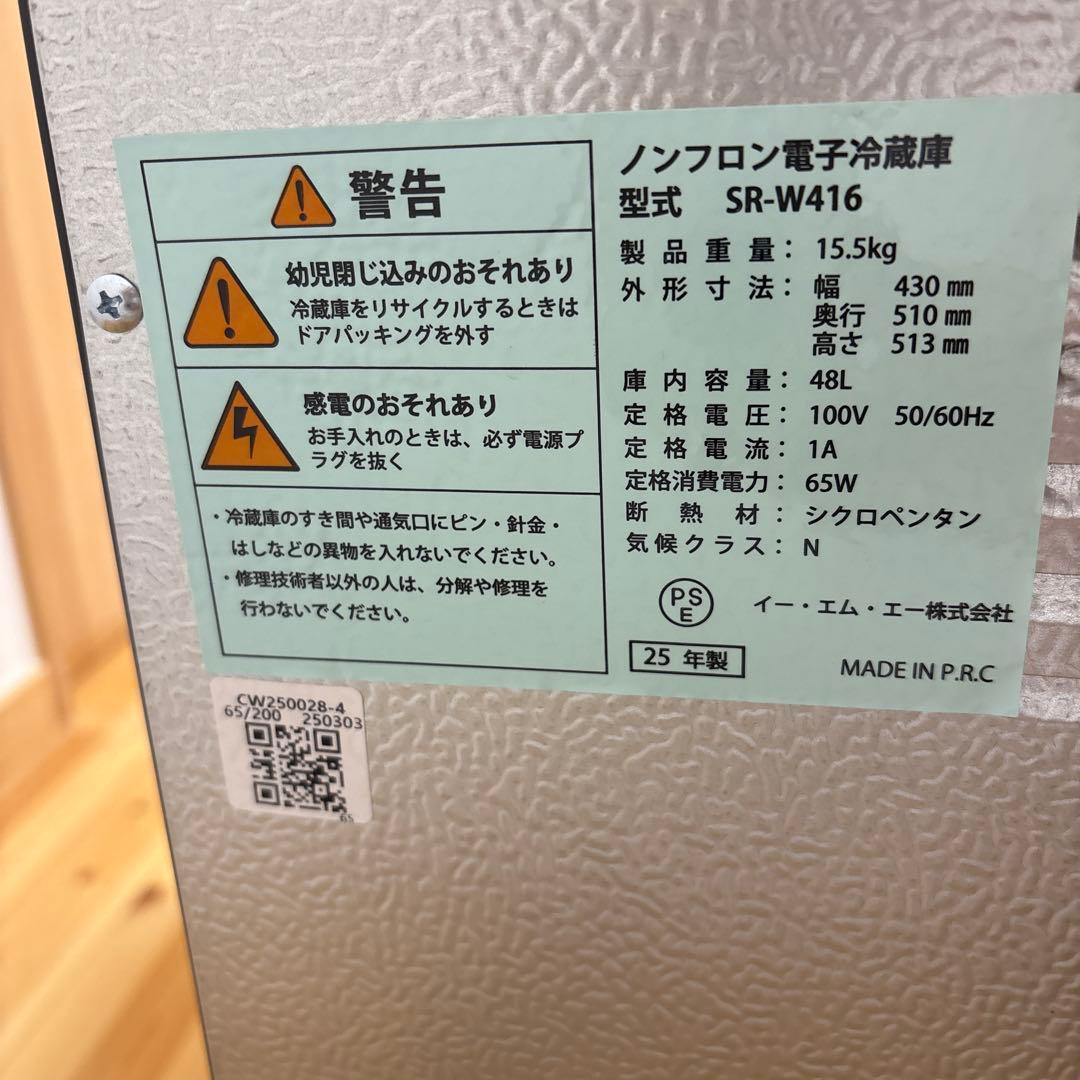 警告
幼児閉じ込みのおそれあり
冷蔵庫をリサイクルするときは
ドアパッキングを外す
感電のおそれあり
お手入れのときは、必ず電源プ
ラグを抜く
・冷蔵庫のすき間や通気口にピン・針金・
はしなどの異物を入れないでください。
・修理技術者以外の人は、分解や修理を
行わないでください。
ノンフロン電子冷蔵庫
型式 SR-W416
製品重量： 15.5kg
外形寸法： 幅 430 mm
奥行 510 mm
高さ 513 mm
庫内容量： 48L
定格電圧： 100V 50/60Hz
定格電流： 1A
定格消費電力： 65W
断熱材： シクロペンタン
気候クラス： N
PSE イー・エム・エー株式会社
25 年製
MADE IN P.R.C
CW250028-4
65/200 250303
65